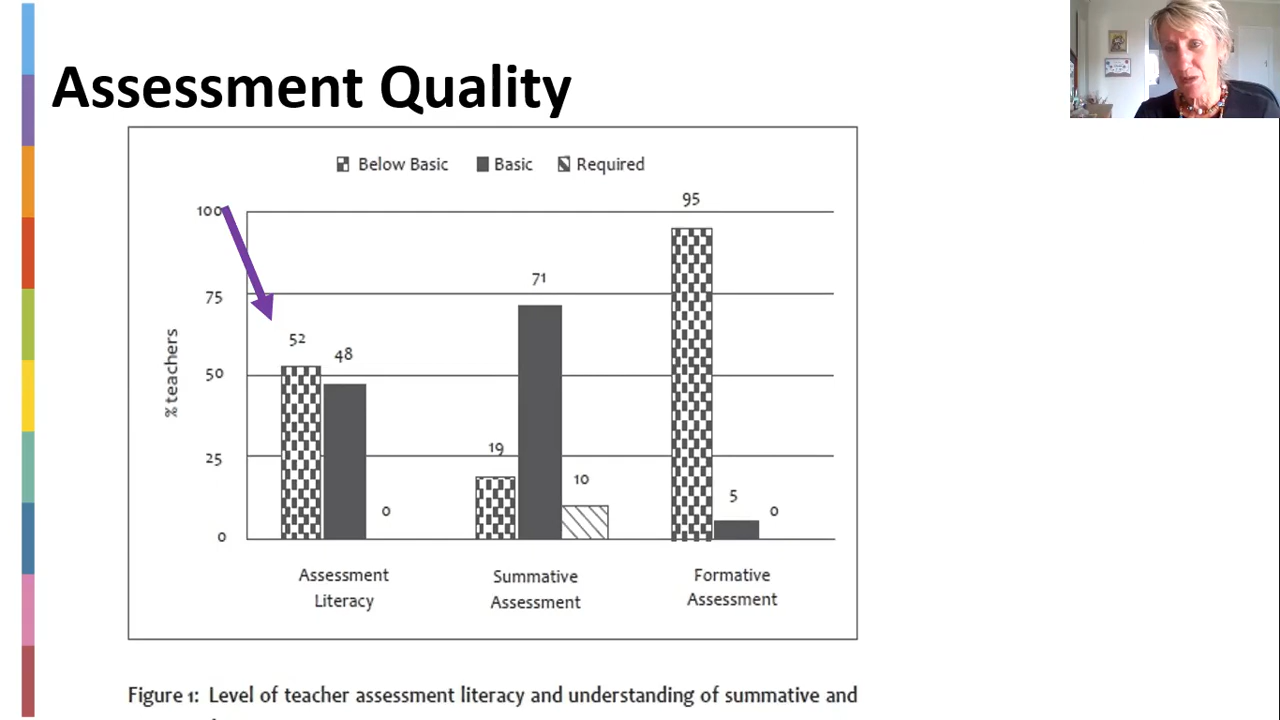 Assessment Quality
Below Basic Basic Required
100
75
50
25
0
% teachers
52
48
0
19
71
10
95
5
0
Assessment
Literacy
Summative
Assessment
Formative
Assessment
Figure 1: Level of teacher assessment literacy and understanding of summative and